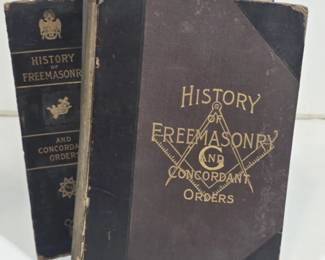 HISTORY
OF
FREEMASONRY
AND
CONCORDANT
ORDERS
HISTORY
OF
FREEMASONRY
G
AND
CONCORDANT
ORDERS